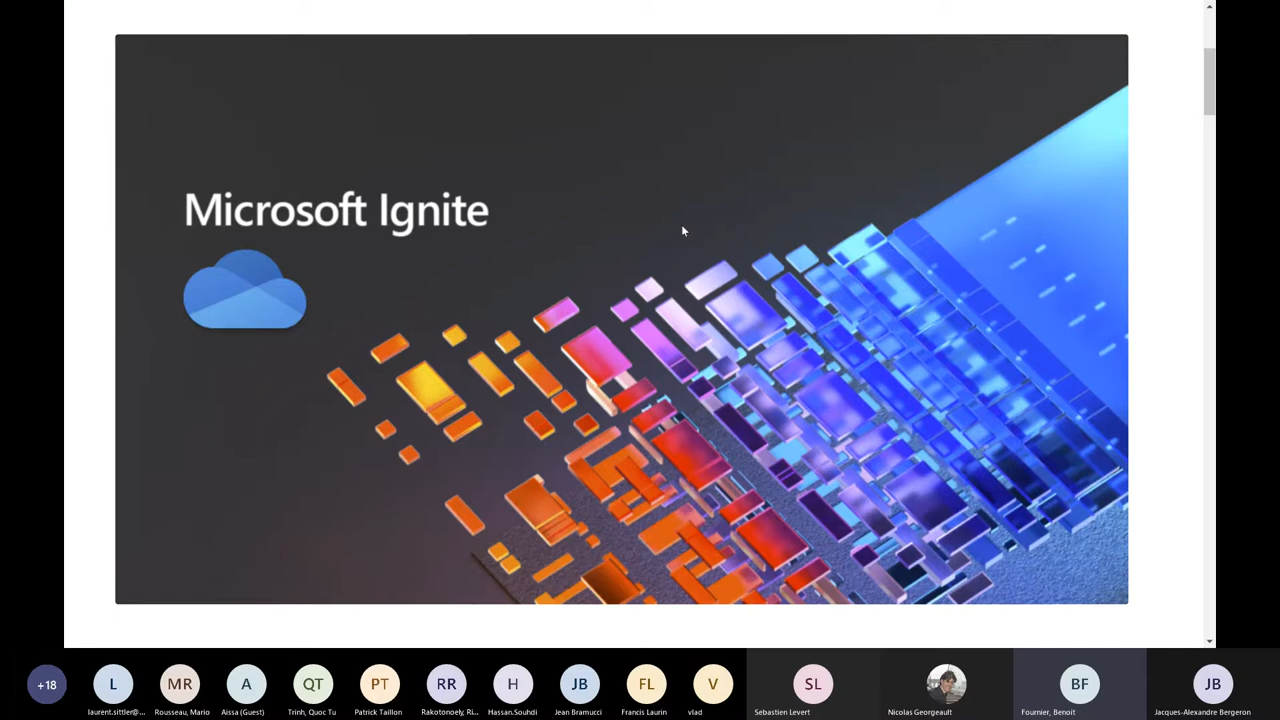 Microsoft Ignite
+18
L
MR
A
QT
PT
RR
H
JB
FL
V
SL
BF
JB
laurent.sittler@...
Rousseau, Mario
Aissa (Guest)
Trinh, Quoc Tu
Patrick Taillon
Rakotonoely, Ri...
Hassan.Souhdi
Jean Bramucci
Francis Laurin
vlad
Sebastien Levert
Nicolas Georgeault
Fournier, Benoit
Jacques-Alexandre Bergeron